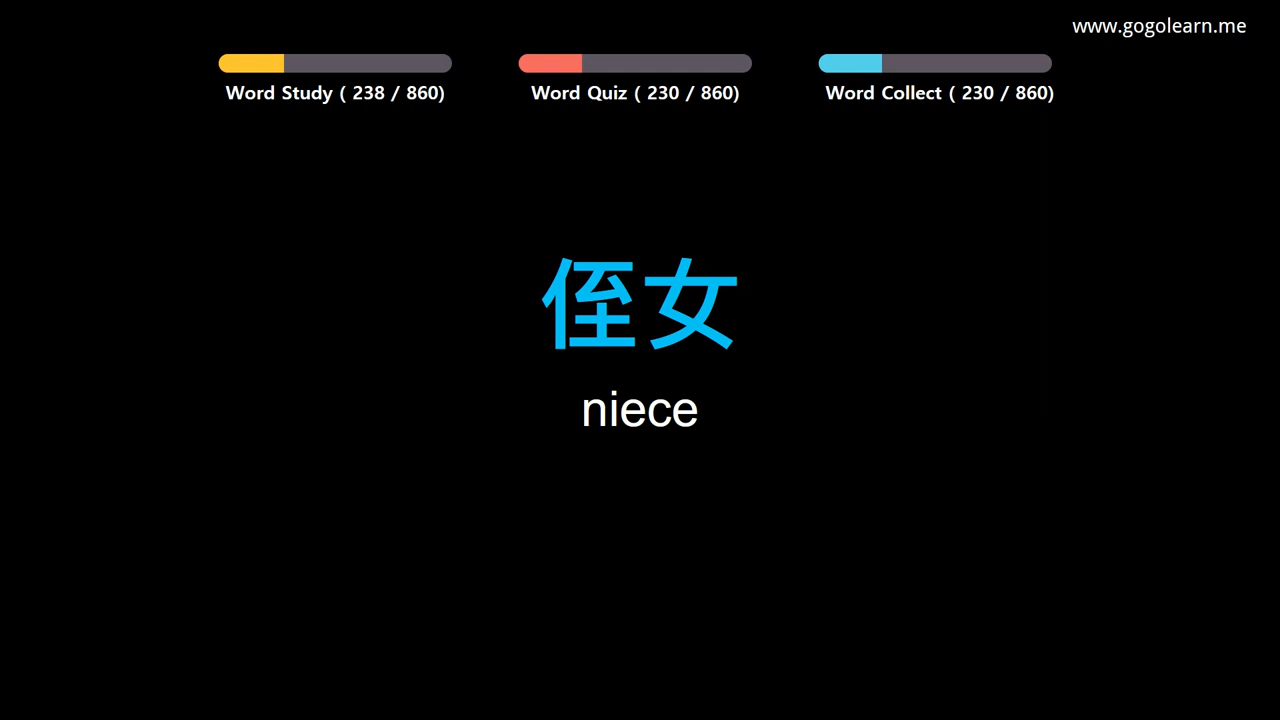 www.gogolearn.me
Word Study ( 238 / 860)
Word Quiz ( 230 / 860)
Word Collect ( 230 / 860)
侄女
niece